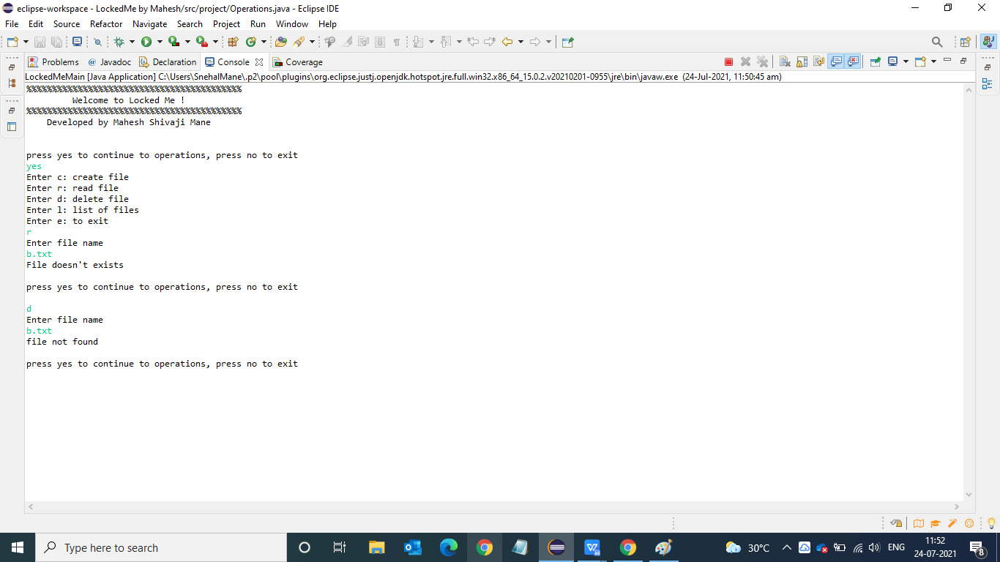 eclipse-workspace - LockedMe by Mahesh/src/project/Operations.java - Eclipse IDE
File Edit Source Refactor Navigate Search Project Run Window Help
Problems @ Javadoc Declaration Console Coverage
LockedMeMain [Java Application] C:\Users\SnehalMane\.p2\pool\plugins\org.eclipse.justj.openjdk.hotspot.jre.full.win32.x86_64_15.0.2.v20210201-0955\jre\bin\javaw.exe (24-Jul-2021, 11:50:45 am)
%%%%%%%%%%%%%%%%%%%%%%%%%%%%%%%%%%%%%%%%%%
Welcome to Locked Me !
%%%%%%%%%%%%%%%%%%%%%%%%%%%%%%%%%%%%%%%%%%
Developed by Mahesh Shivaji Mane
press yes to continue to operations, press no to exit
yes
Enter c: create file
Enter r: read file
Enter d: delete file
Enter l: list of files
Enter e: to exit
r
Enter file name
b.txt
File doesn't exists
press yes to continue to operations, press no to exit
d
Enter file name
b.txt
file not found
press yes to continue to operations, press no to exit
Type here to search
30°C
ENG
11:52
24-07-2021
8